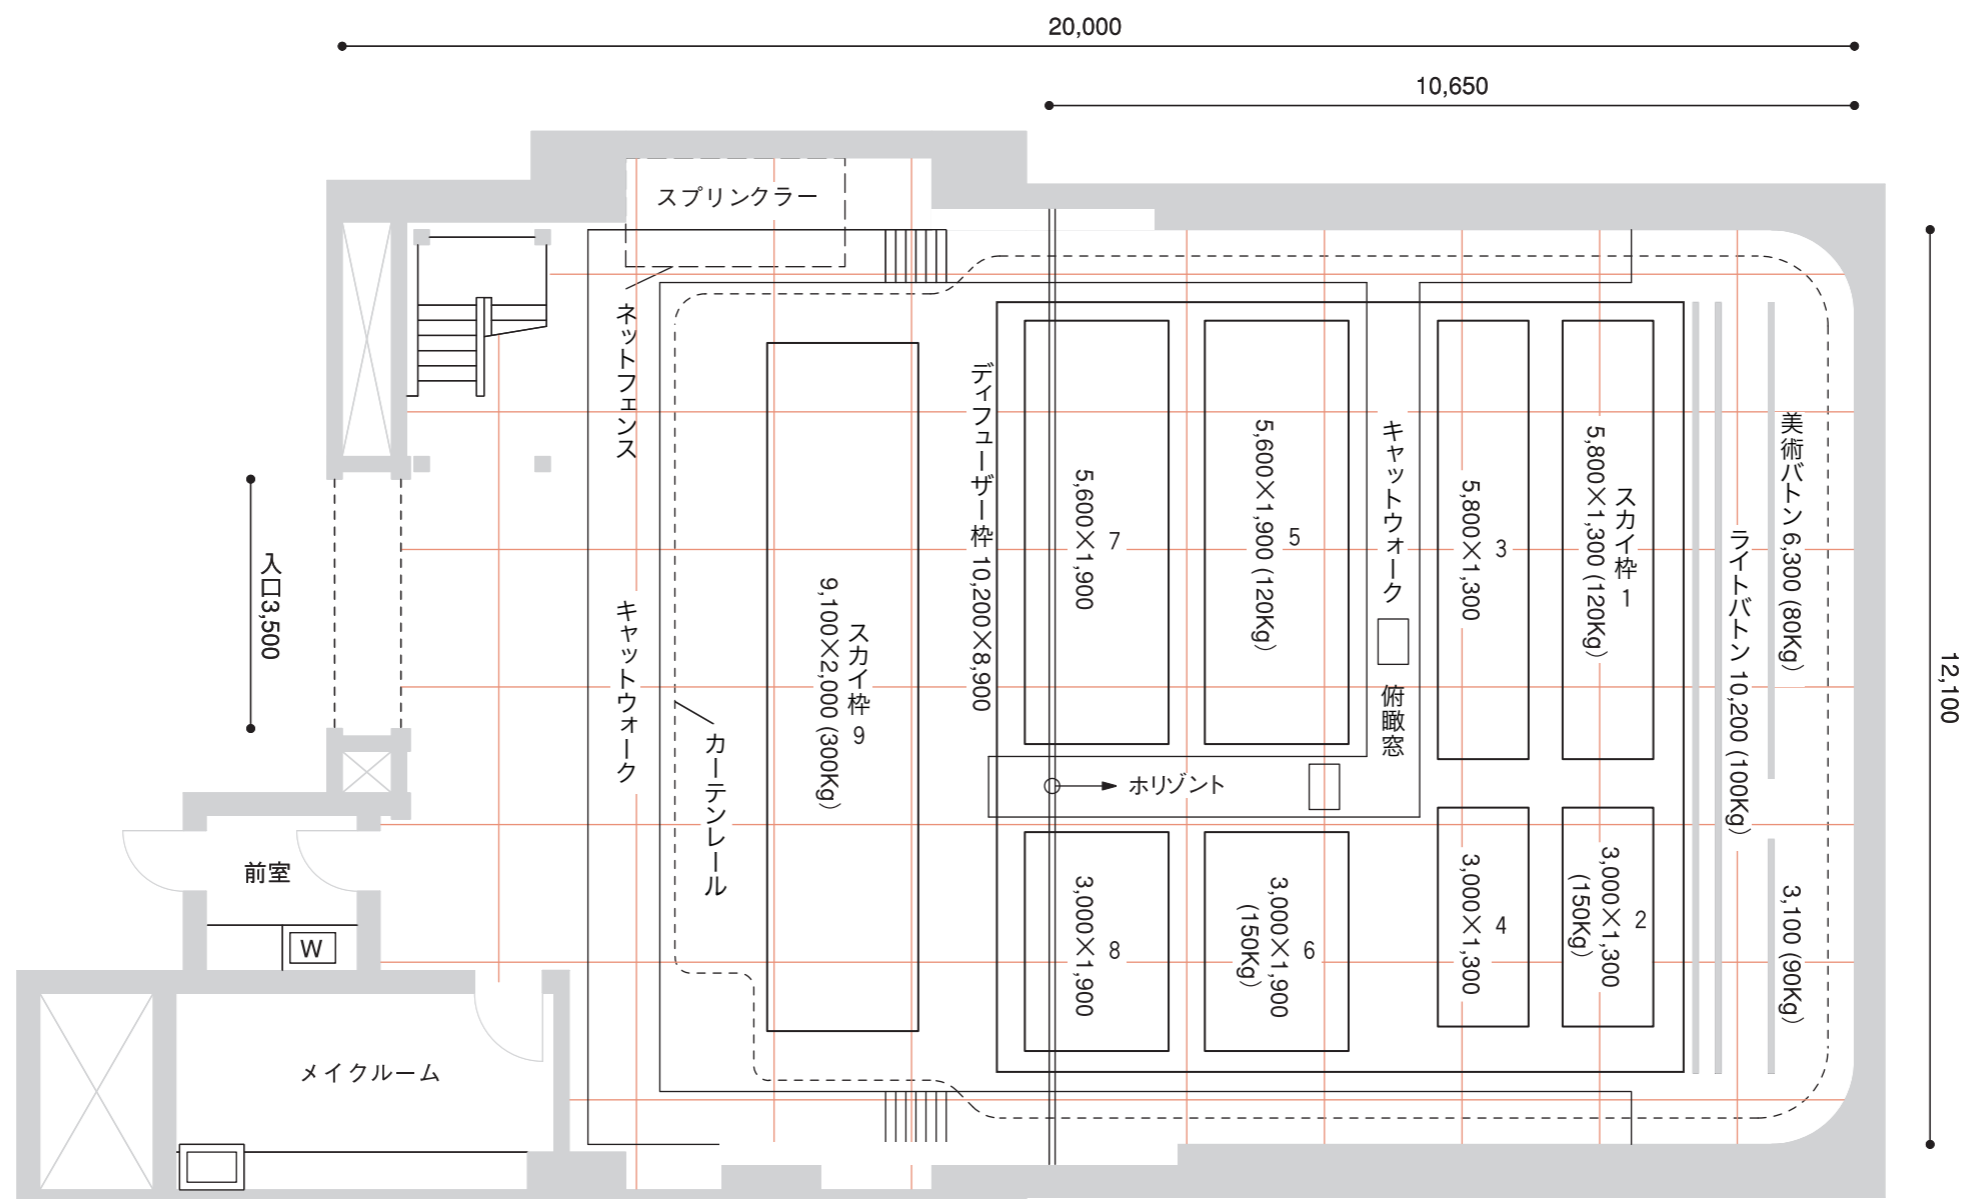 20,000
10,650
スプリンクラー
ネットフェンス
キャットウォーク
カーテンレール
スカイ枠 9
9,100×2,000 (300Kg)
ディフューザー枠 10,200×8,900
7
5,600×1,900
5
5,600×1,900 (120Kg)
キャットウォーク
俯瞰窓
3
5,800×1,300
スカイ枠 1
5,800×1,300 (120Kg)
ライトバトン 10,200 (100Kg)
美術バトン6,300 (80Kg)
3,100 (90Kg)
12,100
入口3,500
ホリゾント
8
3,000×1,900
6
3,000×1,900
(150Kg)
4
3,000×1,300
2
3,000×1,300
(150Kg)
前室
W
メイクルーム